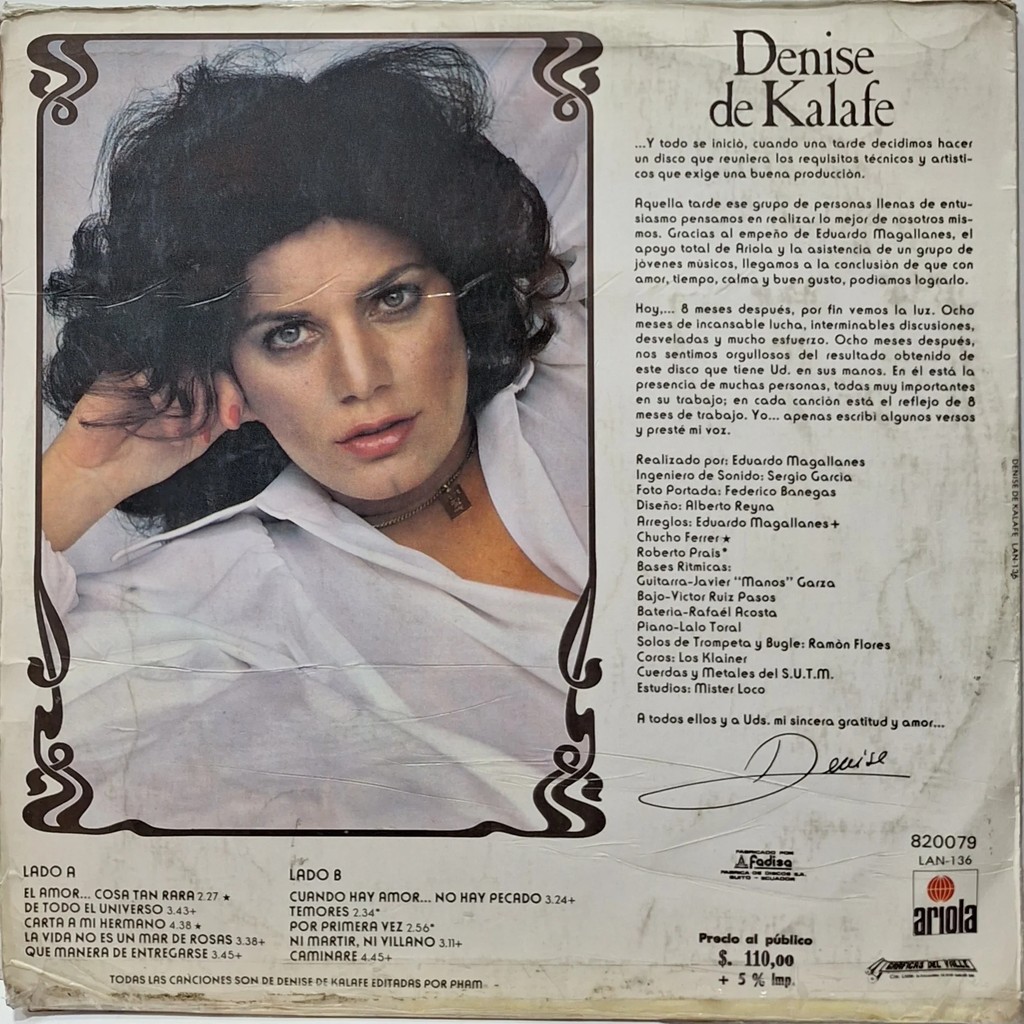 Denise
de Kalafe
...Y todo se inició, cuando una tarde decidimos hacer
un disco que reuniera los requisitos técnicos y artisti-
cos que exige una buena producción.
Aquella tarde ese grupo de personas llenas de entu-
siasmo pensamos en realizar lo mejor de nosotros mis-
mos. Gracias al empeño de Eduardo Magallanes, el
apoyo total de Ariola y la asistencia de un grupo de
jóvenes músicos, llegamos a la conclusión de que con
amor, tiempo, calma y buen gusto, podiamos lograrlo.
Hoy,... 8 meses después, por fin vemos la luz. Ocho
meses de incansable lucha, interminables discusiones,
desveladas y mucho esfuerzo. Ocho meses después,
nos sentimos orgullosos del resultado obtenido de
este disco que tiene Ud. en sus manos. En él está la
presencia de muchas personas, todas muy importantes
en su trabajo; en cada canción está el reflejo de 8
meses de trabajo. Yo... apenas escribi algunos versos
y presté mi voz.
Realizado por: Eduardo Magallanes
Ingeniero de Sonido: Sergio Garcia
Foto Portada: Federico Banegas
Diseño: Alberto Reyna
Arreglos: Eduardo Magallanes+
Chucho Ferrer★
Roberto Prais*
Bases Ritmicas:
Guitarra-Javier "Manos" Garza
Bajo-Victor Ruiz Pasos
Bateria-Rafaél Acosta
Piano-Lalo Toral
Solos de Trompeta y Bugle: Ramón Flores
Coros: Los Klainer
Cuerdas y Metales del S.U.T.M.
Estudios: Mister Loco
A todos ellos y a Uds. mi sincera gratitud y amor...
Denise
DENISE DE KALAFE LAN-136
LADO A
EL AMOR... COSA TAN RARA 2.27 ★
DE TODO EL UNIVERSO 3.43+
CARTA A MI HERMANO 4.38 ★
LA VIDA NO ES UN MAR DE ROSAS 3.38+
QUE MANERA DE ENTREGARSE 3.45+
LADO B
CUANDO HAY AMOR... NO HAY PECADO 3.24+
TEMORES 2.34*
POR PRIMERA VEZ 2.56*
NI MARTIR, NI VILLANO 3.11+
CAMINARE 4.45+
TODAS LAS CANCIONES SON DE DENISE DE KALAFE EDITADAS POR PHAM
FABRICADO POR
Fadisa
FABRICA DE DISCOS S.A.
QUITO - ECUADOR
Precio al público
$. 110,00
+ 5 % Imp.
820079
LAN-136
ariola
GRAFICAS DEL VALLE